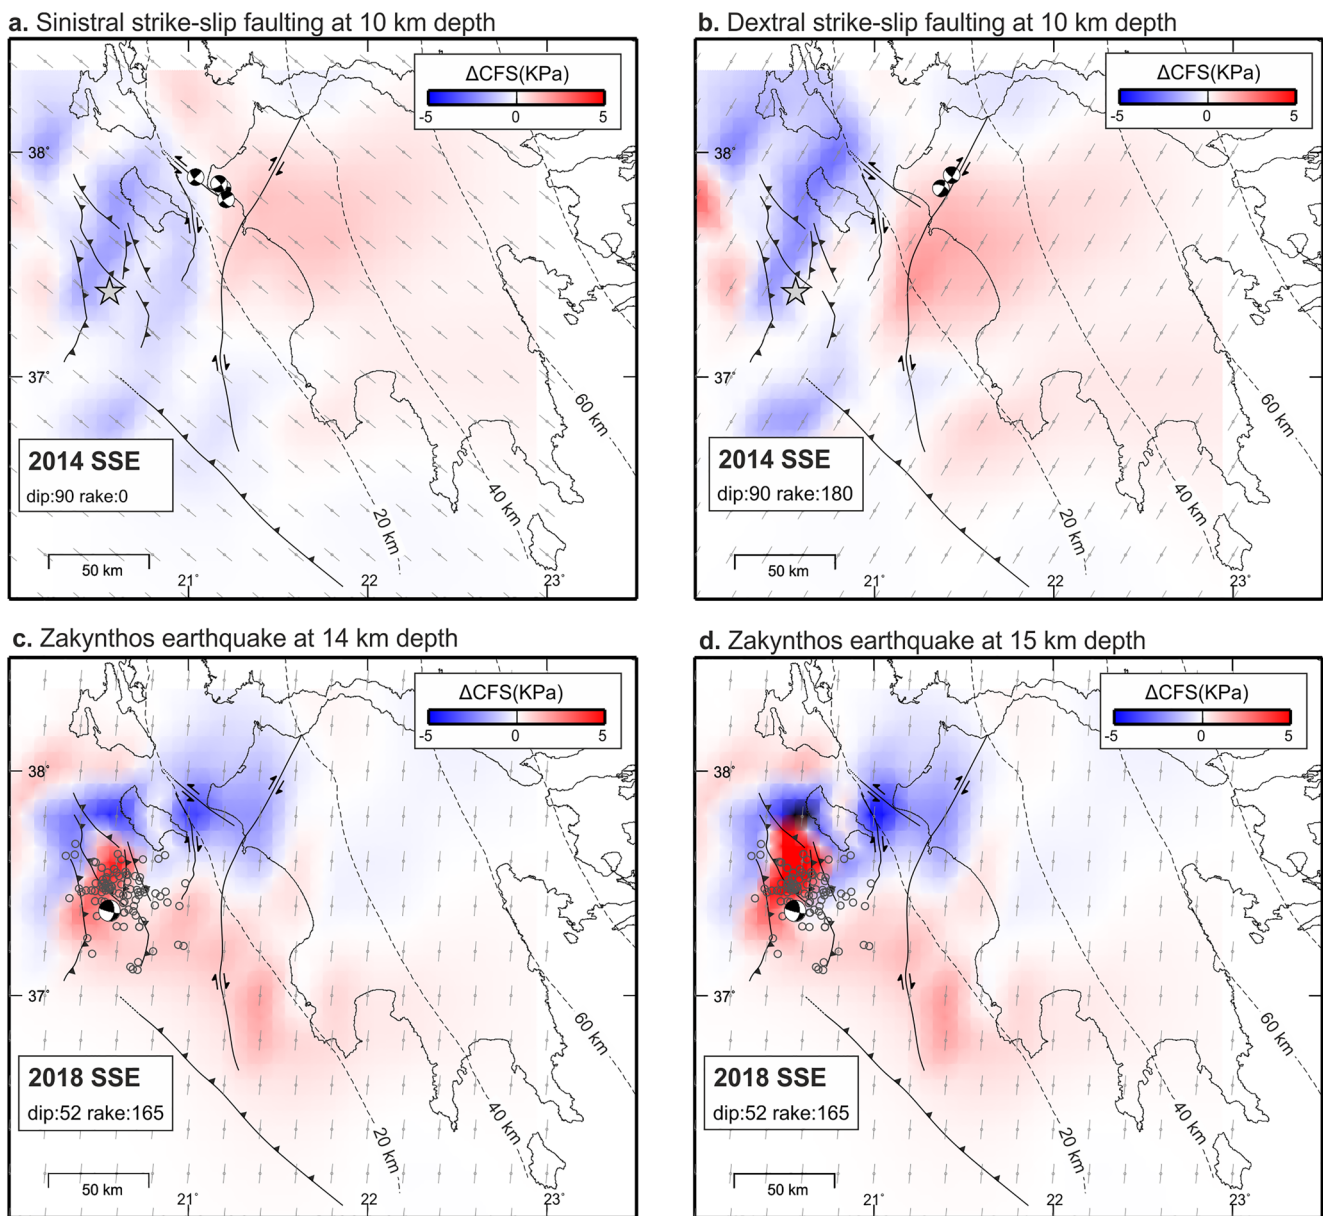 a. Sinistral strike-slip faulting at 10 km depth
ΔCFS(KPa)
-5 0 5
38°
37°
60 km
40 km
20 km
2014 SSE
dip:90 rake:0
50 km
21° 22 23°
b. Dextral strike-slip faulting at 10 km depth
ΔCFS(KPa)
-5 0 5
38°
37°
60 km
40 km
20 km
2014 SSE
dip:90 rake:180
50 km
21° 22 23°
c. Zakynthos earthquake at 14 km depth
ΔCFS(KPa)
-5 0 5
38°
37°
60 km
40 km
20 km
2018 SSE
dip:52 rake:165
50 km
21° 22 23°
d. Zakynthos earthquake at 15 km depth
ΔCFS(KPa)
-5 0 5
38°
37°
60 km
40 km
20 km
2018 SSE
dip:52 rake:165
50 km
21° 22 23°